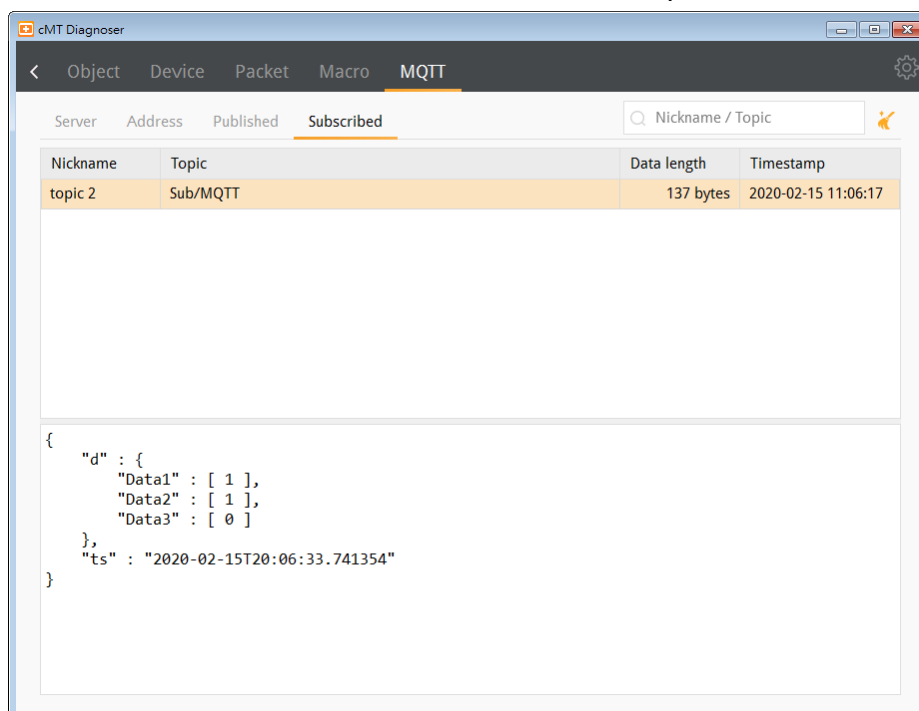 cMT Diagnoser
Object Device Packet Macro MQTT
Server Address Published Subscribed Nickname / Topic
Nickname Topic Data length Timestamp
topic 2 Sub/MQTT 137 bytes 2020-02-15 11:06:17
{
    "d" : {
        "Data1" : [ 1 ],
        "Data2" : [ 1 ],
        "Data3" : [ 0 ]
    },
    "ts" : "2020-02-15T20:06:33.741354"
}